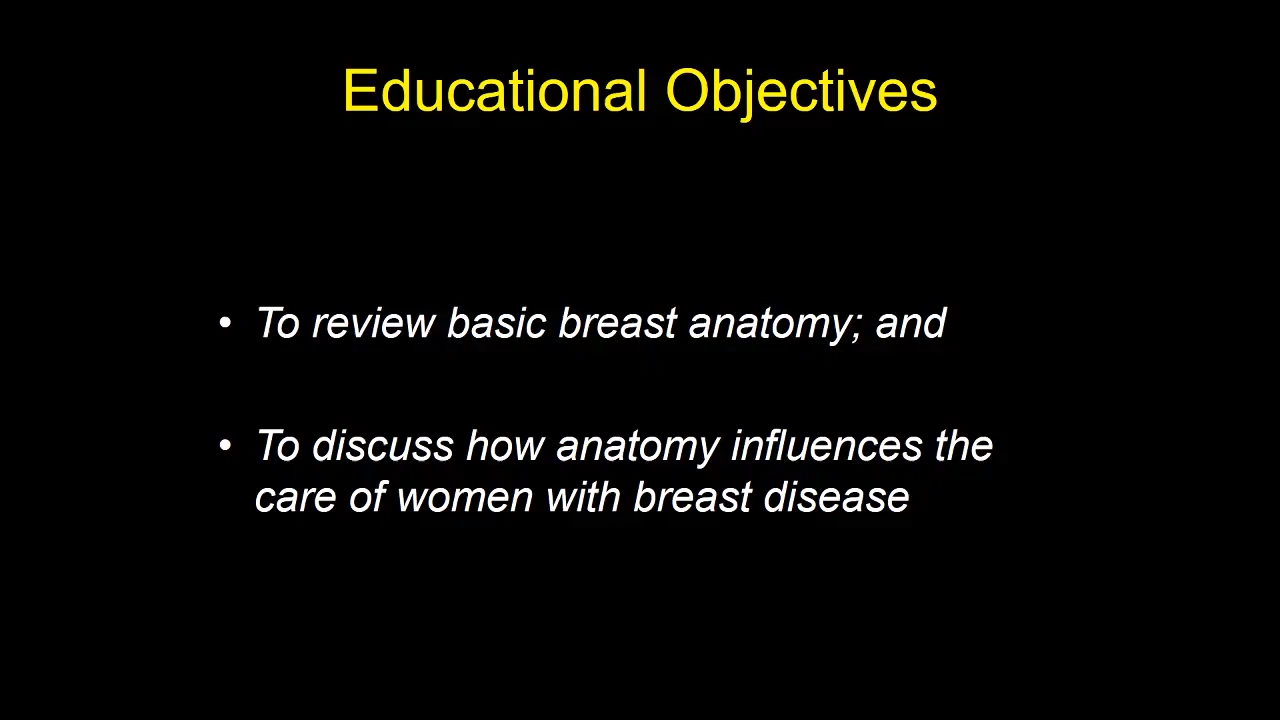 Educational Objectives
• To review basic breast anatomy; and
• To discuss how anatomy influences the
care of women with breast disease